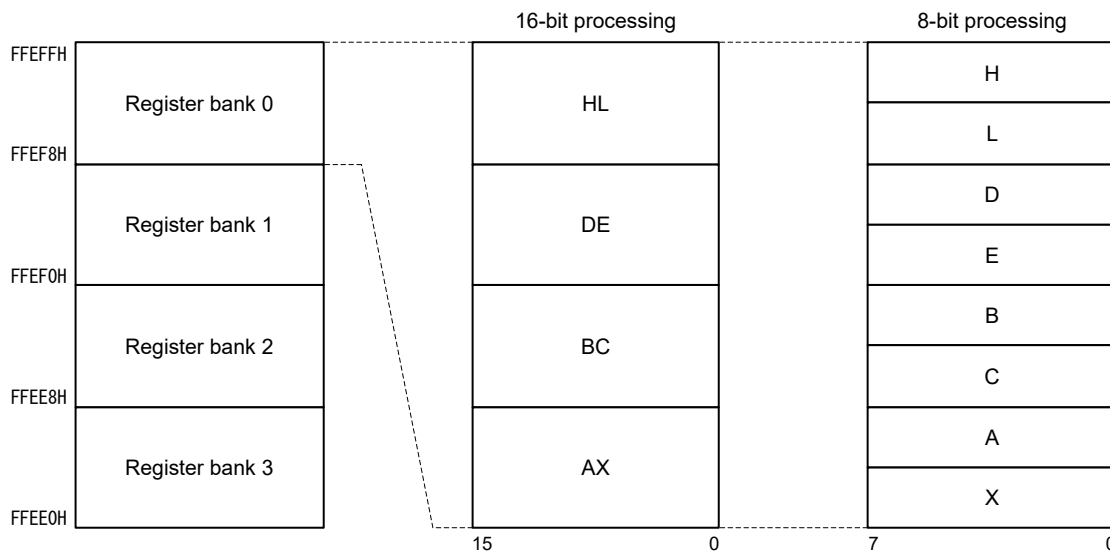 16-bit processing
8-bit processing
FFEFFH
Register bank 0
HL
H
L
FFEF8H
Register bank 1
DE
D
E
FFEF0H
Register bank 2
BC
B
C
FFEE8H
Register bank 3
AX
A
X
FFEE0H
15
0
7
0